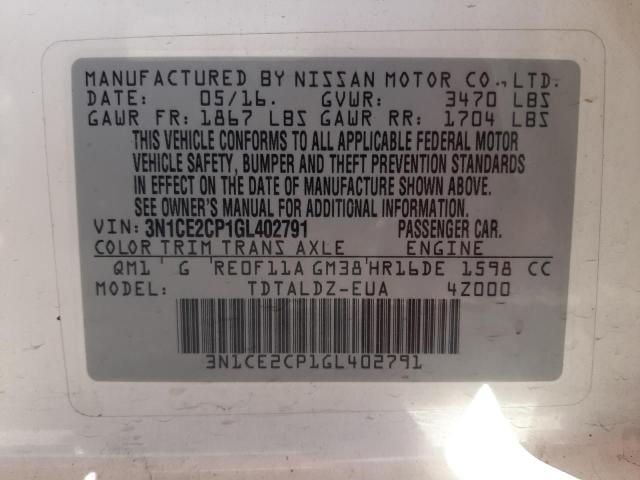 MANUFACTURED BY NISSAN MOTOR CO., LTD.
DATE: 05/16. GVWR: 3470 LBS
GAWR FR: 1867 LBS GAWR RR: 1704 LBS
THIS VEHICLE CONFORMS TO ALL APPLICABLE FEDERAL MOTOR
VEHICLE SAFETY, BUMPER AND THEFT PREVENTION STANDARDS
IN EFFECT ON THE DATE OF MANUFACTURE SHOWN ABOVE.
SEE OWNER'S MANUAL FOR ADDITIONAL INFORMATION.
VIN: 3N1CE2CP1GL402791 PASSENGER CAR.
COLOR TRIM TRANS AXLE ENGINE
QM1 ' G 'RE0F11A GM38'HR16DE 1598 CC
MODEL: TDTALDZ-EUA 4Z000
3N1CE2CP1GL402791